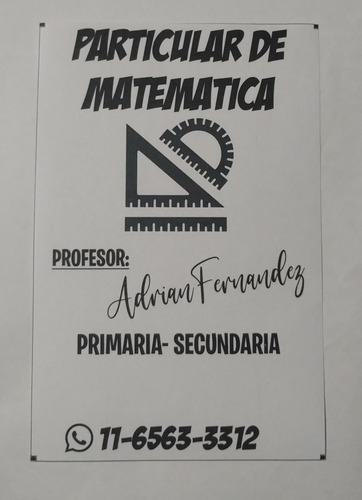 PARTICULAR DE
MATEMATICA
PROFESOR:
Adrian Fernandez
PRIMARIA- SECUNDARIA
11-6563-3312